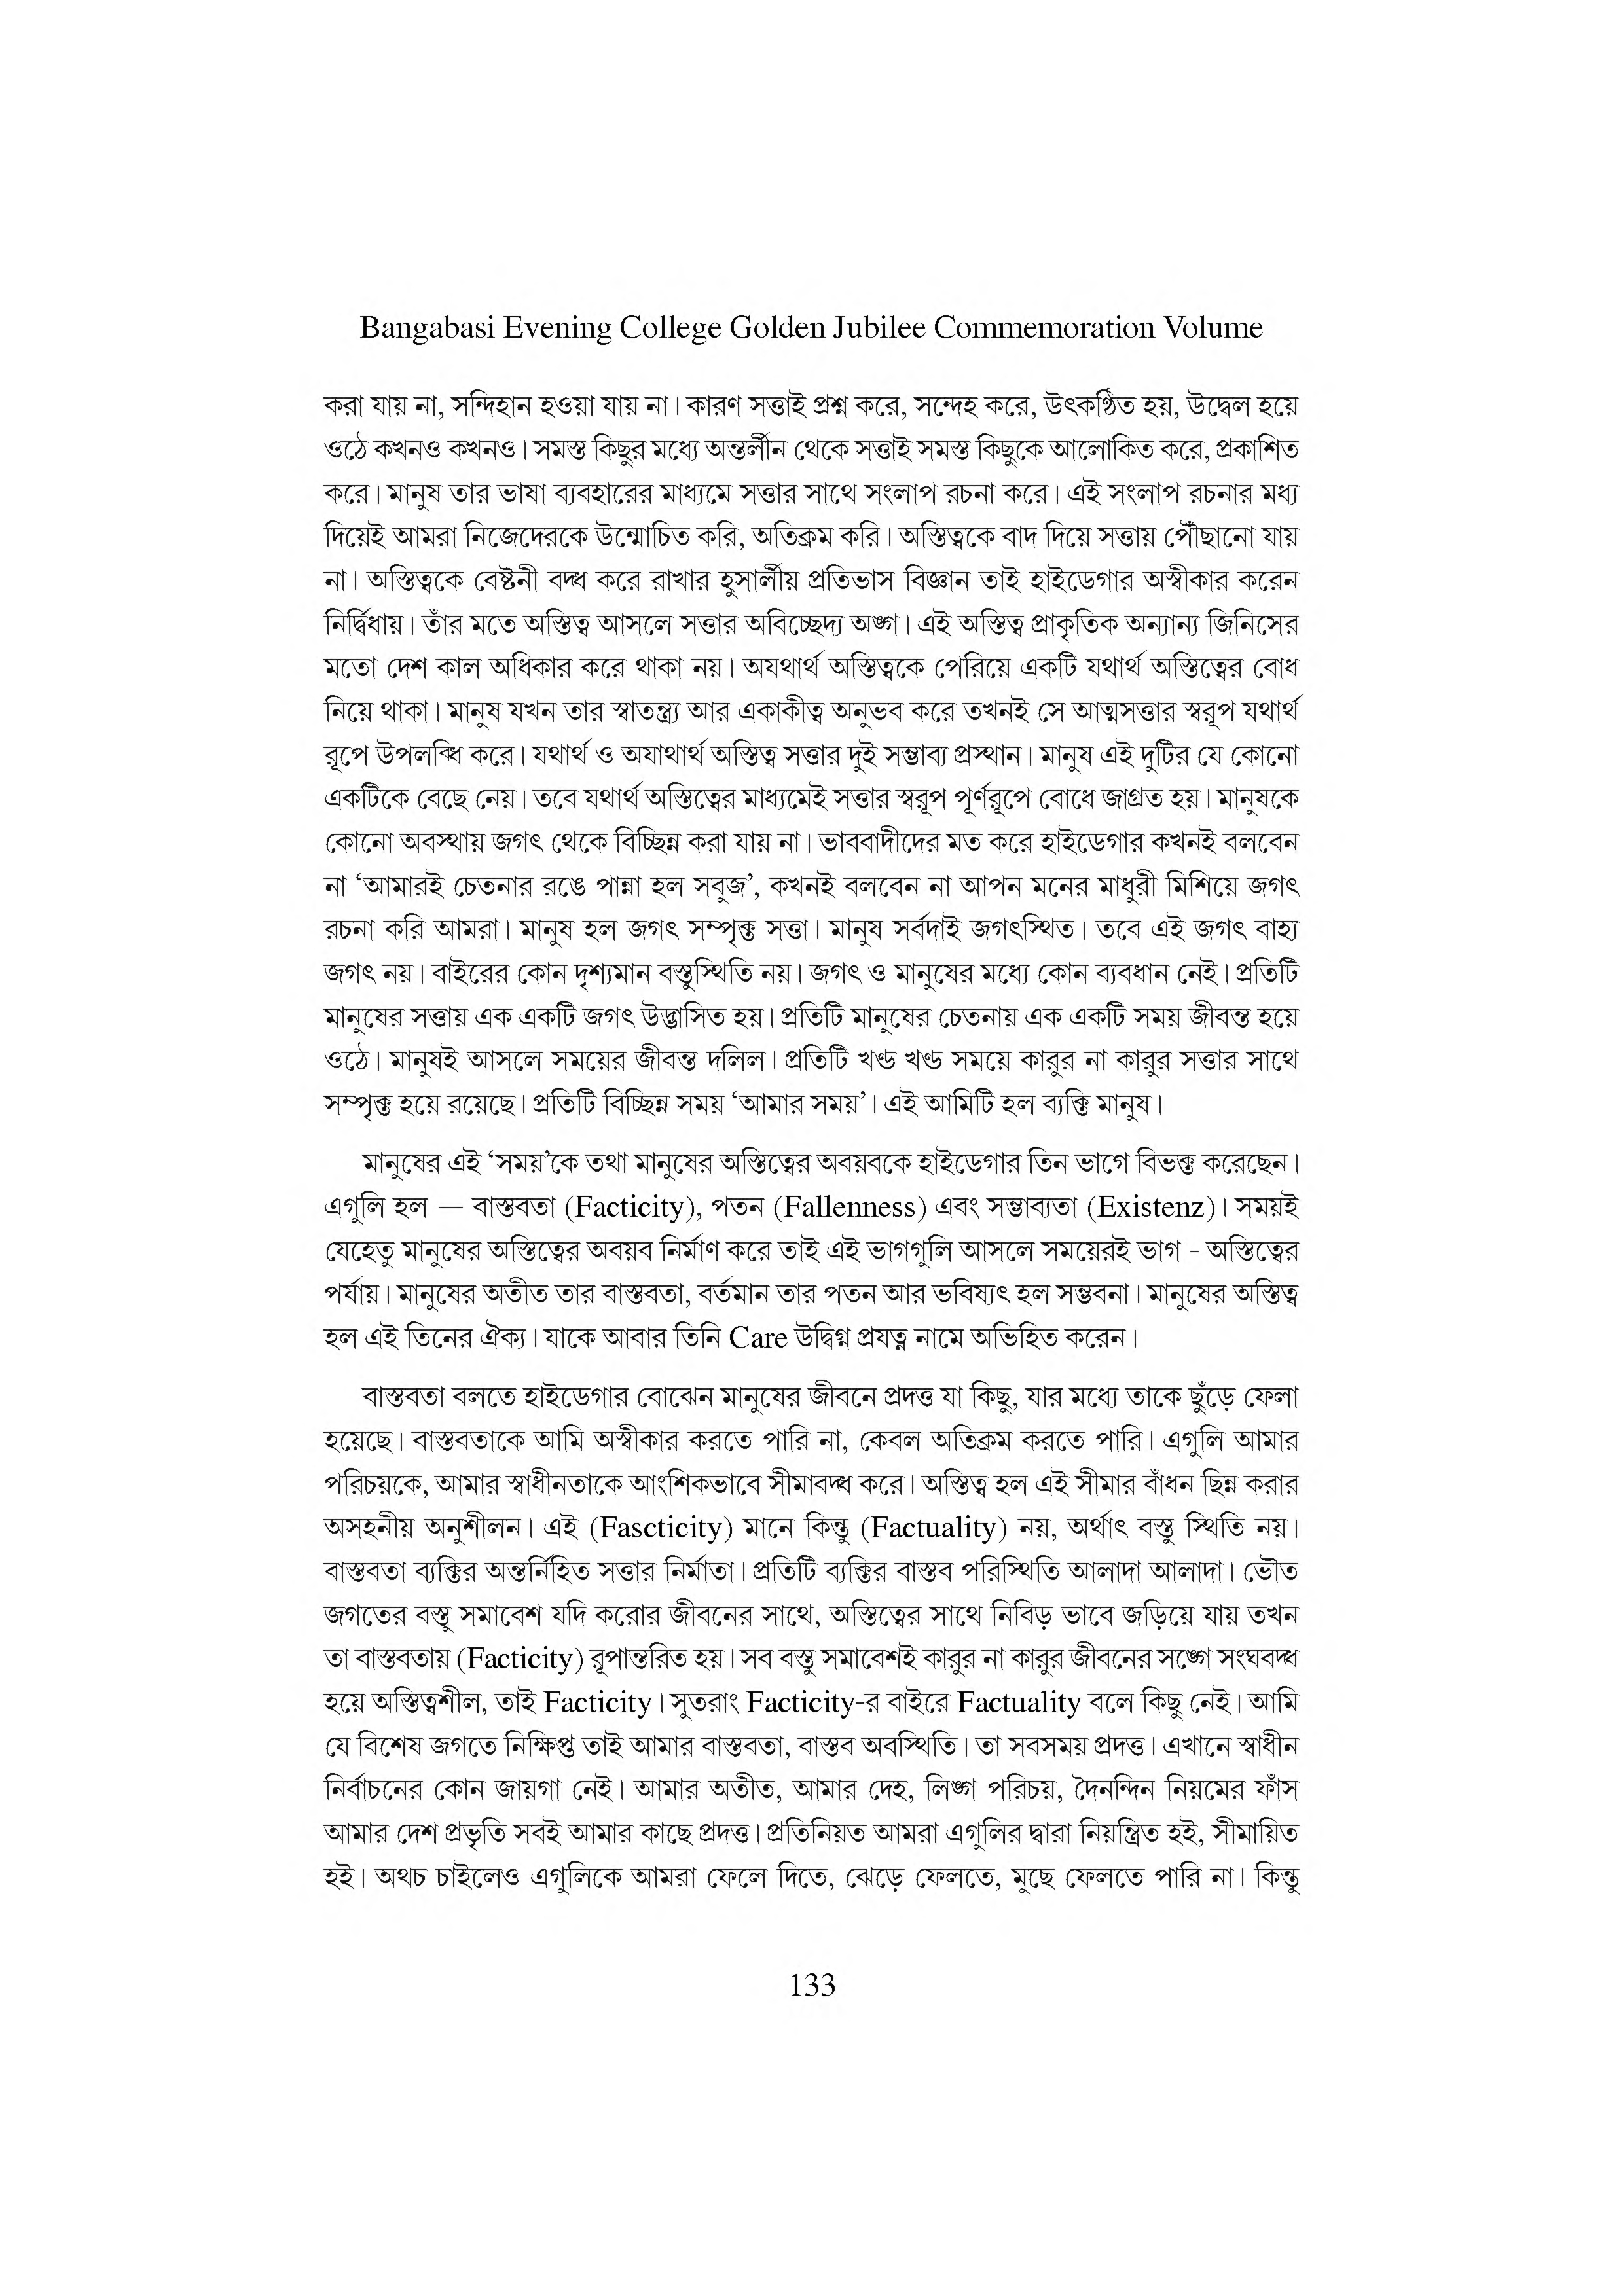 Bangabasi Evening College Golden Jubilee Commemoration Volume
করা যায় না, সন্দিহান হওয়া যায় না। কারণ সত্তাই প্রশ্ন করে, সন্দেহ করে, উৎকণ্ঠিত হয়, উদ্বেল হয়ে
ওঠে কখনও কখনও। সমস্ত কিছুর মধ্যে অন্তর্লীন থেকে সত্তাই সমস্ত কিছুকে আলোকিত করে, প্রকাশিত
করে। মানুষ তার ভাষা ব্যবহারের মাধ্যমে সত্তার সাথে সংলাপ রচনা করে। এই সংলাপ রচনার মধ্য
দিয়েই আমরা নিজেদেরকে উন্মোচিত করি, অতিক্রম করি। অস্তিত্বকে বাদ দিয়ে সত্তায় পৌঁছানো যায়
না। অস্তিত্বকে বেষ্টনী বদ্ধ করে রাখার হুসার্লীয় প্রতিভাস বিজ্ঞান তাই হাইডেগার অস্বীকার করেন
নির্দ্বিধায়। তাঁর মতে অস্তিত্ব আসলে সত্তার অবিচ্ছেদ্য অঙ্গ। এই অস্তিত্ব প্রাকৃতিক অন্যান্য জিনিসের
মতো দেশ কাল অধিকার করে থাকা নয়। অযথার্থ অস্তিত্বকে পেরিয়ে একটি যথার্থ অস্তিত্বের বোধ
নিয়ে থাকা। মানুষ যখন তার স্বাতন্ত্র্য আর একাকীত্ব অনুভব করে তখনই সে আত্মসত্তার স্বরূপ যথার্থ
রূপে উপলব্ধি করে। যথার্থ ও অযাথার্থ অস্তিত্ব সত্তার দুই সম্ভাব্য প্রস্থান। মানুষ এই দুটির যে কোনো
একটিকে বেছে নেয়। তবে যথার্থ অস্তিত্বের মাধ্যমেই সত্তার স্বরূপ পূর্ণরূপে বোধে জাগ্রত হয়। মানুষকে
কোনো অবস্থায় জগৎ থেকে বিচ্ছিন্ন করা যায় না। ভাববাদীদের মত করে হাইডেগার কখনই বলবেন
না ‘আমারই চেতনার রঙে পান্না হল সবুজ’, কখনই বলবেন না আপন মনের মাধুরী মিশিয়ে জগৎ
রচনা করি আমরা। মানুষ হল জগৎ সম্পৃক্ত সত্তা। মানুষ সর্বদাই জগৎস্থিত। তবে এই জগৎ বাহ্য
জগৎ নয়। বাইরের কোন দৃশ্যমান বস্তুস্থিতি নয়। জগৎ ও মানুষের মধ্যে কোন ব্যবধান নেই। প্রতিটি
মানুষের সত্তায় এক একটি জগৎ উদ্ভাসিত হয়। প্রতিটি মানুষের চেতনায় এক একটি সময় জীবন্ত হয়ে
ওঠে। মানুষই আসলে সময়ের জীবন্ত দলিল। প্রতিটি খণ্ড খণ্ড সময়ে কারুর না কারুর সত্তার সাথে
সম্পৃক্ত হয়ে রয়েছে। প্রতিটি বিচ্ছিন্ন সময় ‘আমার সময়’। এই আমিটি হল ব্যক্তি মানুষ।
মানুষের এই ‘সময়’কে তথা মানুষের অস্তিত্বের অবয়বকে হাইডেগার তিন ভাগে বিভক্ত করেছেন।
এগুলি হল — বাস্তবতা (Facticity), পতন (Fallenness) এবং সম্ভাব্যতা (Existenz)। সময়ই
যেহেতু মানুষের অস্তিত্বের অবয়ব নির্মাণ করে তাই এই ভাগগুলি আসলে সময়েরই ভাগ - অস্তিত্বের
পর্যায়। মানুষের অতীত তার বাস্তবতা, বর্তমান তার পতন আর ভবিষ্যৎ হল সম্ভবনা। মানুষের অস্তিত্ব
হল এই তিনের ঐক্য। যাকে আবার তিনি Care উদ্বিগ্ন প্রযত্ন নামে অভিহিত করেন।
বাস্তবতা বলতে হাইডেগার বোঝেন মানুষের জীবনে প্রদত্ত যা কিছু, যার মধ্যে তাকে ছুঁড়ে ফেলা
হয়েছে। বাস্তবতাকে আমি অস্বীকার করতে পারি না, কেবল অতিক্রম করতে পারি। এগুলি আমার
পরিচয়কে, আমার স্বাধীনতাকে আংশিকভাবে সীমাবদ্ধ করে। অস্তিত্ব হল এই সীমার বাঁধন ছিন্ন করার
অসহনীয় অনুশীলন। এই (Fascticity) মানে কিন্তু (Factuality) নয়, অর্থাৎ বস্তু স্থিতি নয়।
বাস্তবতা ব্যক্তির অন্তর্নিহিত সত্তার নির্মাতা। প্রতিটি ব্যক্তির বাস্তব পরিস্থিতি আলাদা আলাদা। ভৌত
জগতের বস্তু সমাবেশ যদি করোর জীবনের সাথে, অস্তিত্বের সাথে নিবিড় ভাবে জড়িয়ে যায় তখন
তা বাস্তবতায় (Facticity) রূপান্তরিত হয়। সব বস্তু সমাবেশই কারুর না কারুর জীবনের সঙ্গে সংঘবদ্ধ
হয়ে অস্তিত্বশীল, তাই Facticity। সুতরাং Facticity-র বাইরে Factuality বলে কিছু নেই। আমি
যে বিশেষ জগতে নিক্ষিপ্ত তাই আমার বাস্তবতা, বাস্তব অবস্থিতি। তা সবসময় প্রদত্ত। এখানে স্বাধীন
নির্বাচনের কোন জায়গা নেই। আমার অতীত, আমার দেহ, লিঙ্গ পরিচয়, দৈনন্দিন নিয়মের ফাঁস
আমার দেশ প্রভৃতি সবই আমার কাছে প্রদত্ত। প্রতিনিয়ত আমরা এগুলির দ্বারা নিয়ন্ত্রিত হই, সীমায়িত
হই। অথচ চাইলেও এগুলিকে আমরা ফেলে দিতে, ঝেড়ে ফেলতে, মুছে ফেলতে পারি না। কিন্তু
133